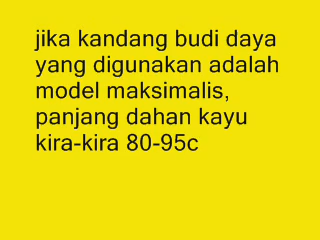 jika kandang budi daya
yang digunakan adalah
model maksimalis,
panjang dahan kayu
kira-kira 80-95c